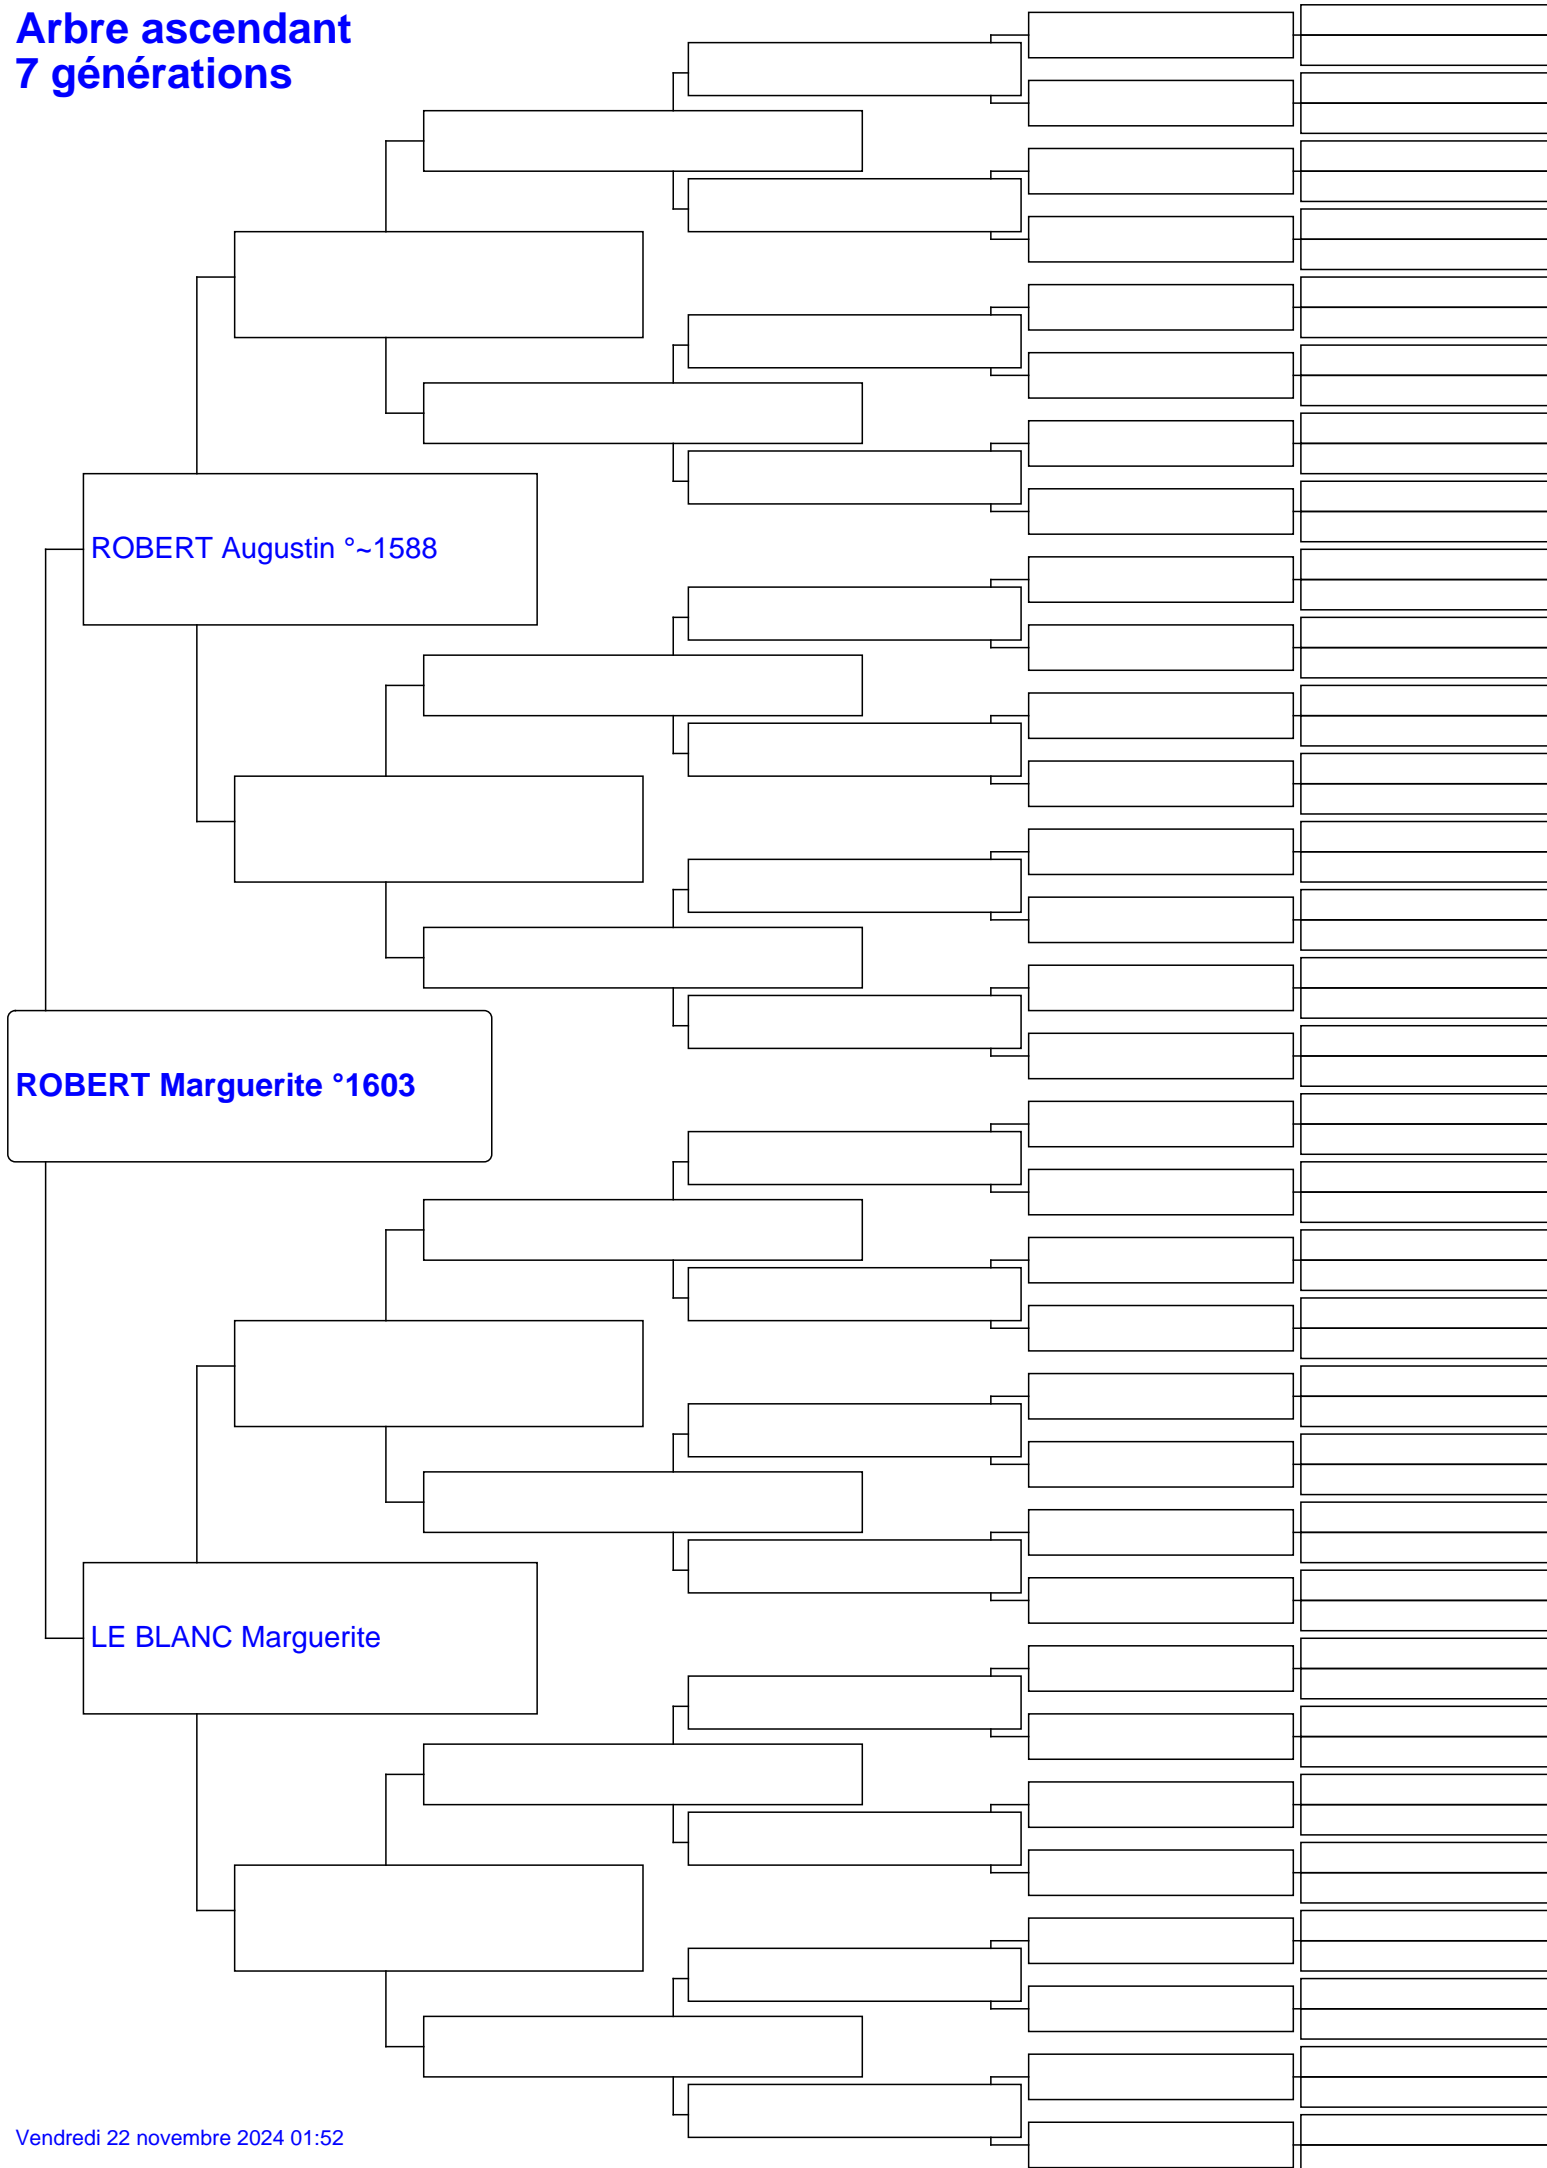 Arbre ascendant
7 générations
ROBERT Augustin °~1588
ROBERT Marguerite °1603
LE BLANC Marguerite
Vendredi 22 novembre 2024 01:52